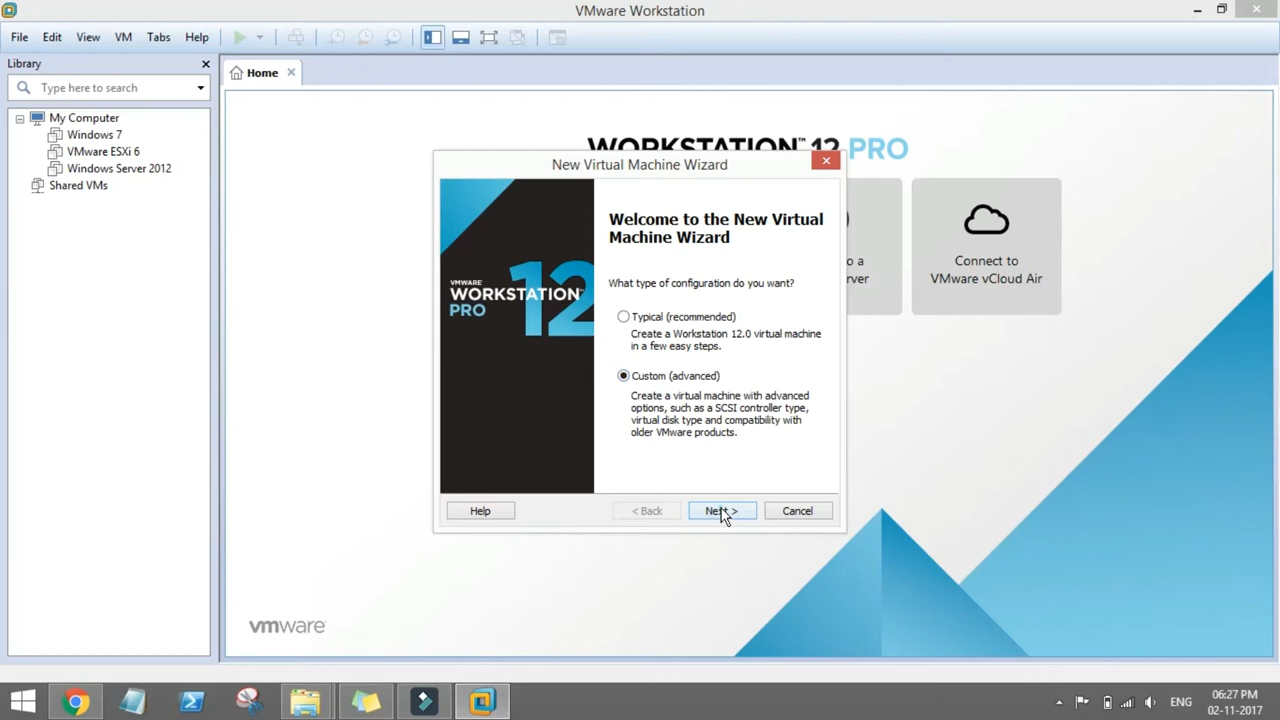 VMware Workstation
File Edit View VM Tabs Help
Library
Type here to search
My Computer
Windows 7
VMware ESXi 6
Windows Server 2012
Shared VMs
Home
WORKSTATION™ 12 PRO
New Virtual Machine Wizard
VMWARE
WORKSTATION™
PRO
12
Welcome to the New Virtual
Machine Wizard
What type of configuration do you want?
Typical (recommended)
Create a Workstation 12.0 virtual machine
in a few easy steps.
Custom (advanced)
Create a virtual machine with advanced
options, such as a SCSI controller type,
virtual disk type and compatibility with
older VMware products.
Help
< Back
Next >
Cancel
o a
rver
Connect to
VMware vCloud Air
vmware
ENG
06:27 PM
02-11-2017